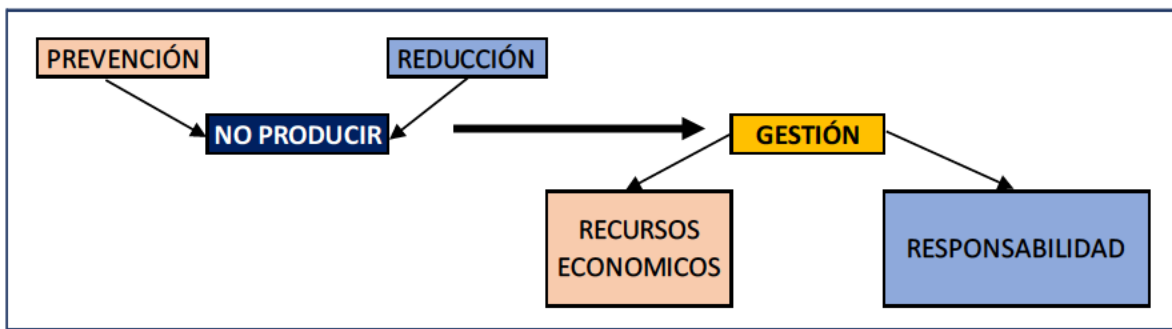 PREVENCIÓN
REDUCCIÓN
NO PRODUCIR
GESTIÓN
RECURSOS
ECONOMICOS
RESPONSABILIDAD